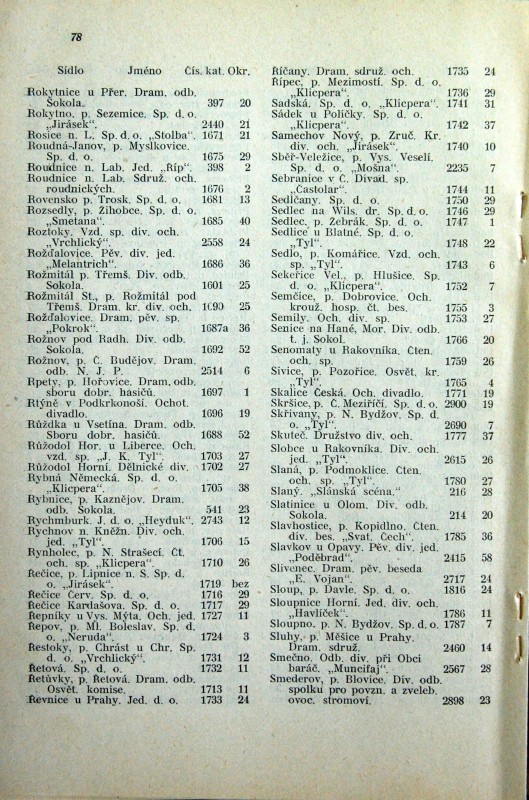 78
Sídlo Jméno Čís. kat. Okr.
Rokytnice u Přer. Dram. odb.
Sokola. 397 20
Rokytno, p. Sezemice. Sp. d. o.
„Jirásek“. 2440 21
Rosice n. L. Sp. d. o. „Stolba“. 1671 21
Roudná-Janov, p. Myslkovice.
Sp. d. o. 1675 29
Roudnice n. Lab. Jed. „Říp“. 398 2
Roudnice n. Lab. Sdruž. och.
roudnických. 1676 2
Rovensko p. Trosk. Sp. d. o. 1681 13
Rozsedly, p. Žihobce. Sp. d. o.
„Smetana“. 1685 40
Roztoky. Vzd. sp. div. och.
„Vrchlický“. 2558 24
Rožďalovice. Pěv. div. jed.
„Melantrich“. 1686 36
Rožmitál p. Třemš. Div. odb.
Sokola. 1601 25
Rožmitál St., p. Rožmitál pod
Třemš. Dram. kr. div. och. 1690 25
Rožďalovice. Dram. pěv. sp.
„Pokrok“. 1687a 36
Rožnov pod Radh. Div. odb.
Sokola. 1692 52
Rožnov, p. Č. Budějov. Dram.
odb. N. J. P. 2514 6
Rpety, p. Hořovice. Dram. odb.
sboru dobr. hasičů. 1697 1
Rtýně v Podkrkonoší. Ochot.
divadlo. 1696 19
Růždka u Vsetína. Dram. odb.
Sboru dobr. hasičů. 1688 52
Růžodol Hor. u Liberce. Och.
vzd. sp. „J. K. Tyl“. 1703 27
Růžodol Horní. Dělnické div. 1702 27
Rybná Německá. Sp. d. o.
„Klicpera“. 1705 38
Rybnice, p. Kaznějov. Dram.
odb. Sokola. 541 23
Rychmburk. J. d. o. „Heyduk“. 2743 12
Rychnov n. Kněžn. Div. och.
jed. „Tyl“. 1706 15
Rynholec, p. N. Strašecí. Čt.
och. sp. „Klicpera“. 1710 26
Řečice, p. Lipnice n. S. Sp. d.
o. „Jirásek“. 1719 bez
Řečice Červ. Sp. d. o. 1716 29
Řečice Kardašova. Sp. d. o. 1717 29
Řepníky u Vys. Mýta. Och. jed. 1727 11
Řepov, p. Ml. Boleslav. Sp. d.
o. „Neruda“. 1724 3
Řestoky, p. Chrást u Chr. Sp.
d. o. „Vrchlický“. 1731 12
Řetová. Sp. d. o. 1732 11
Řetůvky, p. Řetová. Dram. odb.
Osvět. komise. 1713 11
Řevnice u Prahy. Jed. d. o. 1733 24
Říčany. Dram. sdruž. och. 1735 24
Řípec, p. Mezimostí. Sp. d. o.
„Klicpera“. 1736 29
Sadská. Sp. d. o. „Klicpera“. 1741 31
Sádek u Poličky. Sp. d. o.
„Klicpera“. 1742 37
Samechov Nový, p. Zruč. Kr.
div. och. „Jirásek“. 1740 10
Sběř-Veležice, p. Vys. Veselí.
Sp. d. o. „Mošna“. 2235 7
Sebranice v Č. Divad. sp.
„Častolar“. 1744 11
Sedlčany. Sp. d. o. 1750 29
Sedlec na Wils. dr. Sp. d. o. 1746 29
Sedlec, p. Žebrák. Sp. d. o. 1747 1
Sedlice u Blatné. Sp. d. o.
„Tyl“. 1748 22
Sedlo, p. Komařice. Vzd. och.
sp. „Tyl“. 1743 6
Sekeřice Vel., p. Hlušice. Sp.
d. o. „Klicpera“. 1752 7
Semčice, p. Dobrovice. Och.
krouž. hosp. čt. bes. 1755 3
Semily. Och. div. sp. 1753 27
Senice na Hané, Mor. Div. odb.
t. j. Sokol. 1766 20
Senomaty u Rakovníka. Čten.
och. sp. 1759 26
Sivice, p. Pozořice. Osvět. kr.
„Tyl“. 1765 4
Skalice Česká. Och. divadlo. 1771 19
Skršice, p. Č. Meziříčí. Sp. d. o. 2900 19
Skřivany, p. N. Bydžov. Sp. d.
o. „Tyl“. 2690 7
Skuteč. Družstvo div. och. 1777 37
Slobce u Rakovníka. Div. och.
jed. „Tyl“. 2615 26
Slaná, p. Podmoklice. Čten.
och. sp. „Tyl“. 1780 27
Slaný. „Slánská scéna.“ 216 28
Slatinice u Olom. Div. odb.
Sokola. 214 20
Slavhostice, p. Kopidlno. Čten.
div. bes. „Svat. Čech“. 1785 36
Slavkov u Opavy. Pěv. div. jed.
„Poděbrad“. 2415 58
Slivenec. Dram. pěv. beseda
„E. Vojan“. 2717 24
Sloup, p. Davle. Sp. d. o. 1816 24
Sloupnice Horní. Jed. div. och.
„Havlíček“. 1786 11
Sloupno. p. N. Bydžov. Sp. d. o. 1787 7
Sluhy, p. Měšice u Prahy.
Dram. sdruž. 2460 14
Smečno. Odb. div. při Obci
baráč. „Muncifaj“. 2567 28
Smederov, p. Blovice. Div. odb.
spolku pro povzn. a zveleb.
ovoc. stromoví. 2898 23